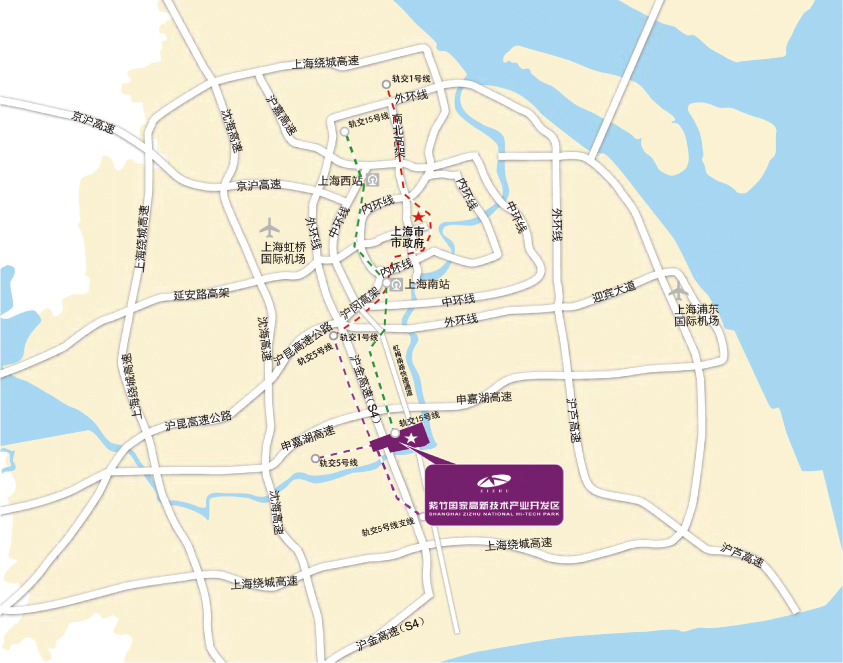 上海绕城高速
轨交1号线
外环线
沪嘉高速
沈海高速
京沪高速
轨交15号线
南北高架
京沪高速
上海西站
内环线
内环线
中环线
外环线
中环线
外环线
上海绕城高速
上海市
市政府
上海虹桥
国际机场
内环线
上海南站
延安路高架
沪闵高架
中环线
迎宾大道
上海浦东
国际机场
外环线
沈海高速
沪昆高速公路
轨交1号线
轨交5号线
虹梅南路快速通道
沪金高速(S4)
上海绕城高速
申嘉湖高速
沪芦高速
沪昆高速公路
轨交15号线
申嘉湖高速
轨交5号线
ZIZHU
紫竹国家高新技术产业开发区
SHANGHAI ZIZHU NATIONAL HI-TECH PARK
沈海高速
轨交5号线支线
上海绕城高速
沪芦高速
上海绕城高速
沪金高速(S4)